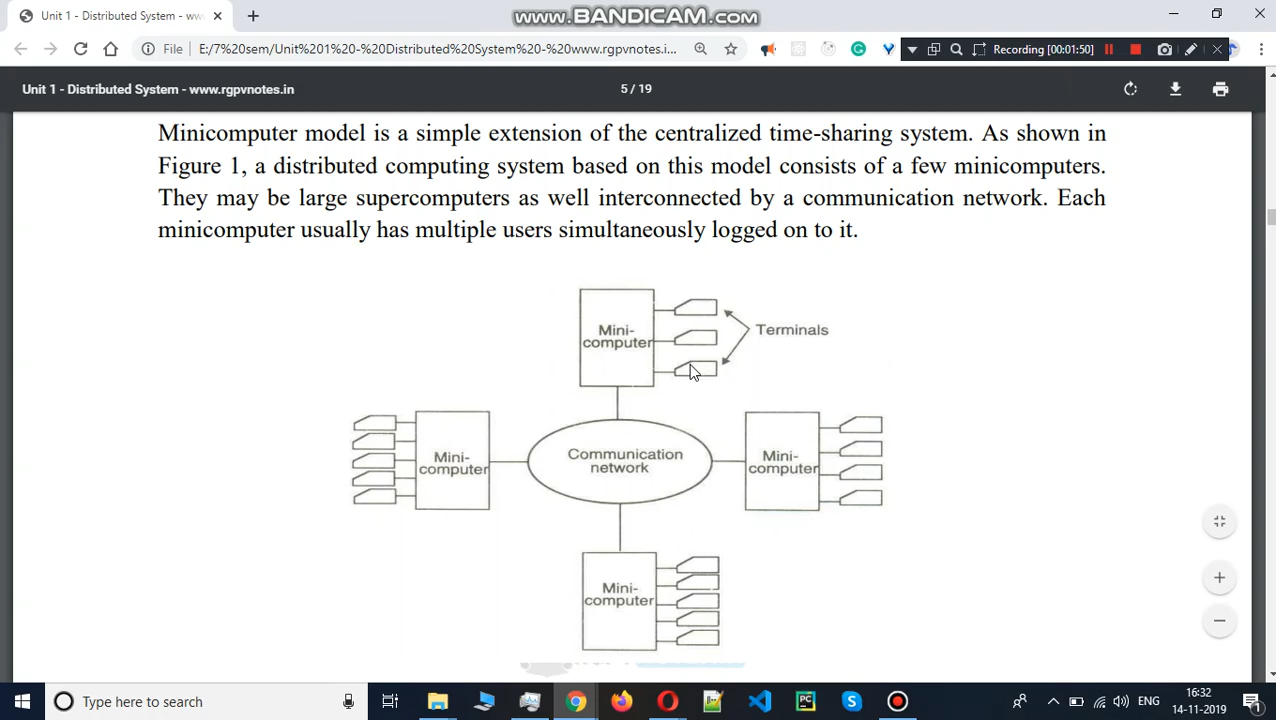 Unit 1 - Distributed System - ww
www.BANDICAM.com
File E:/7%20sem/Unit%201%20-%20Distributed%20System%20-%20www.rgpvnotes.i...
Recording [00:01:50]
Unit 1 - Distributed System - www.rgpvnotes.in
5 / 19
Minicomputer model is a simple extension of the centralized time-sharing system. As shown in
Figure 1, a distributed computing system based on this model consists of a few minicomputers.
They may be large supercomputers as well interconnected by a communication network. Each
minicomputer usually has multiple users simultaneously logged on to it.
Mini-
computer
Terminals
Mini-
computer
Communication
network
Mini-
computer
Mini-
computer
Type here to search
ENG
16:32
14-11-2019
1